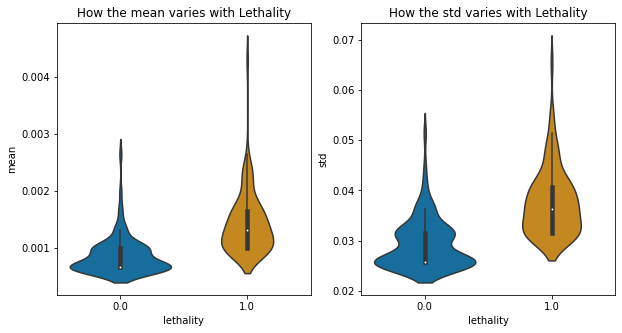 How the mean varies with Lethality
mean
0.004
0.003
0.002
0.001
0.0
1.0
lethality
How the std varies with Lethality
std
0.07
0.06
0.05
0.04
0.03
0.02
0.0
1.0
lethality